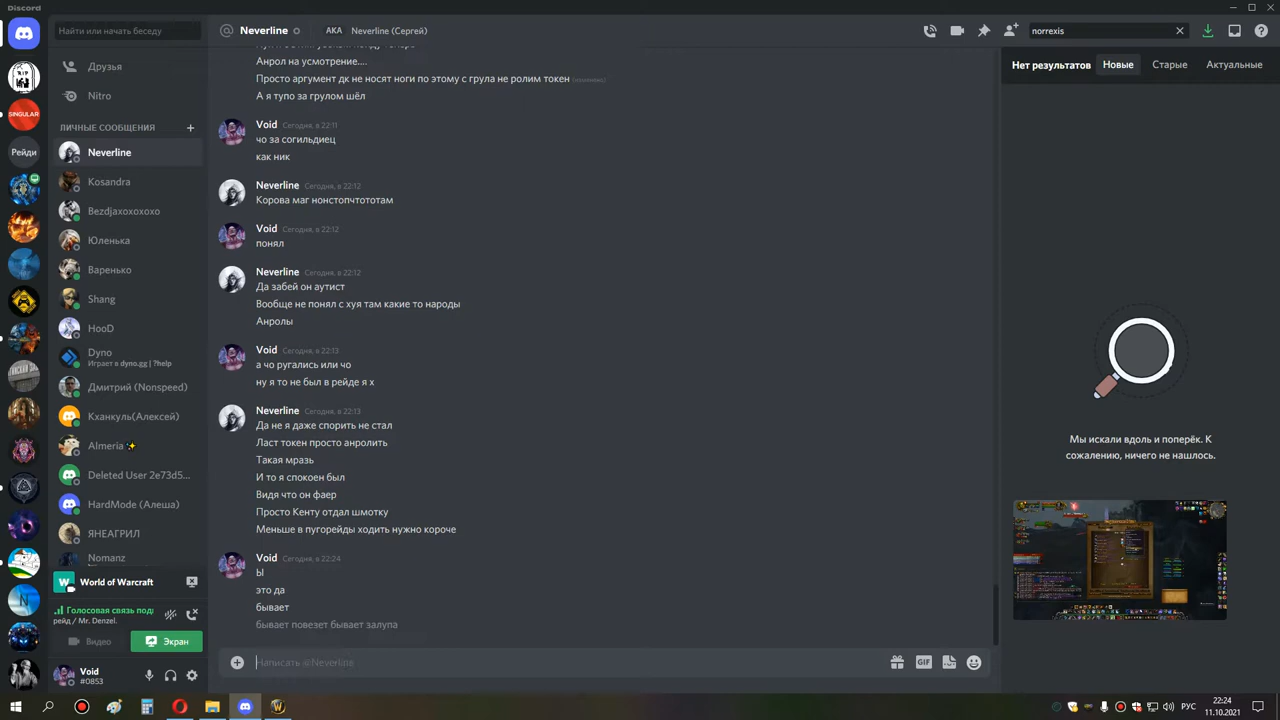 Discord
Найти или начать беседу
Neverline
AKA
Neverline (Сергей)
norrexis
Друзья
Nitro
ЛИЧНЫЕ СООБЩЕНИЯ
Neverline
Kosandra
Bezdjaxoxoxoxo
Юленька
Варенько
Shang
HooD
Dyno
Играет в dyno.gg | ?help
Дмитрий (Nonspeed)
Кханкуль(Алексей)
Almeria
Deleted User 2e73d5...
HardMode (Алеша)
ЯНЕАГРИЛ
Nomanz
World of Warcraft
Голосовая связь под
рейд / Mr. Denzel.
Видео
Экран
Void
#0853
RIP
SINGULAR
Рейди
Анрол на усмотрение....
Просто аргумент дк не носят ноги по этому с грула не ролим токен
А я тупо за грулом шёл
Void Сегодня, в 22:11
чо за согильдиец
как ник
Neverline Сегодня, в 22:12
Корова маг нонстопчтототам
Void Сегодня, в 22:12
понял
Neverline Сегодня, в 22:12
Да забей он аутист
Вообще не понял с хуя там какие то народы
Анролы
Void Сегодня, в 22:13
а чо ругались или чо
ну я то не был в рейде я х
Neverline Сегодня, в 22:13
Да не я даже спорить не стал
Ласт токен просто анролить
Такая мразь
И то я спокоен был
Видя что он фаер
Просто Кенту отдал шмотку
Меньше в пугорейды ходить нужно короче
Void Сегодня, в 22:24
Ы
это да
бывает
бывает повезет бывает залупа
Написать @Neverline
GIF
Нет результатов
Новые
Старые
Актуальные
Мы искали вдоль и поперёк. К
сожалению, ничего не нашлось.
РУС
22:24
11.10.2021